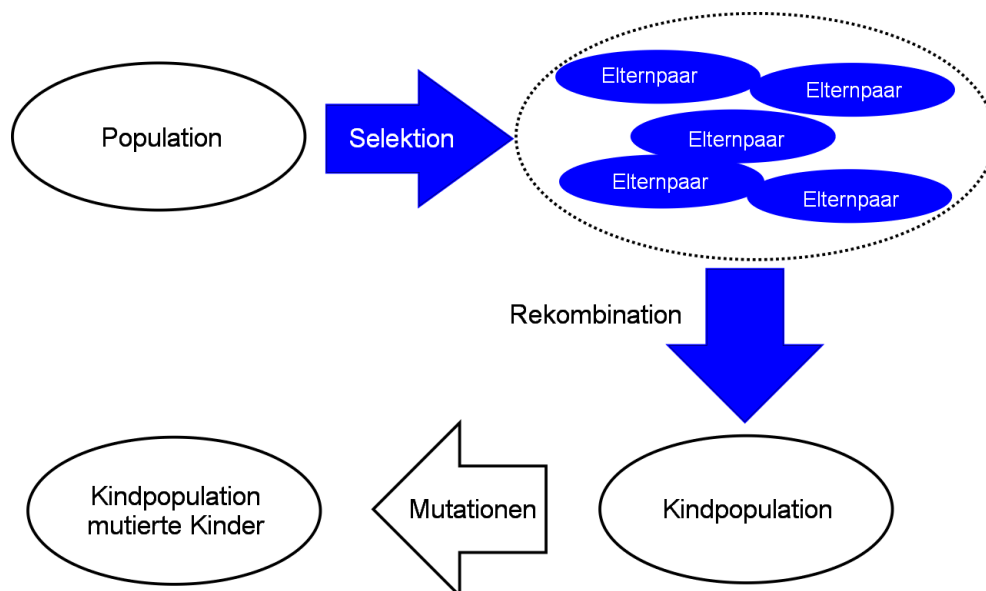 Population
Selektion
Elternpaar
Elternpaar
Elternpaar
Elternpaar
Elternpaar
Rekombination
Kindpopulation
Mutationen
Kindpopulation
mutierte Kinder